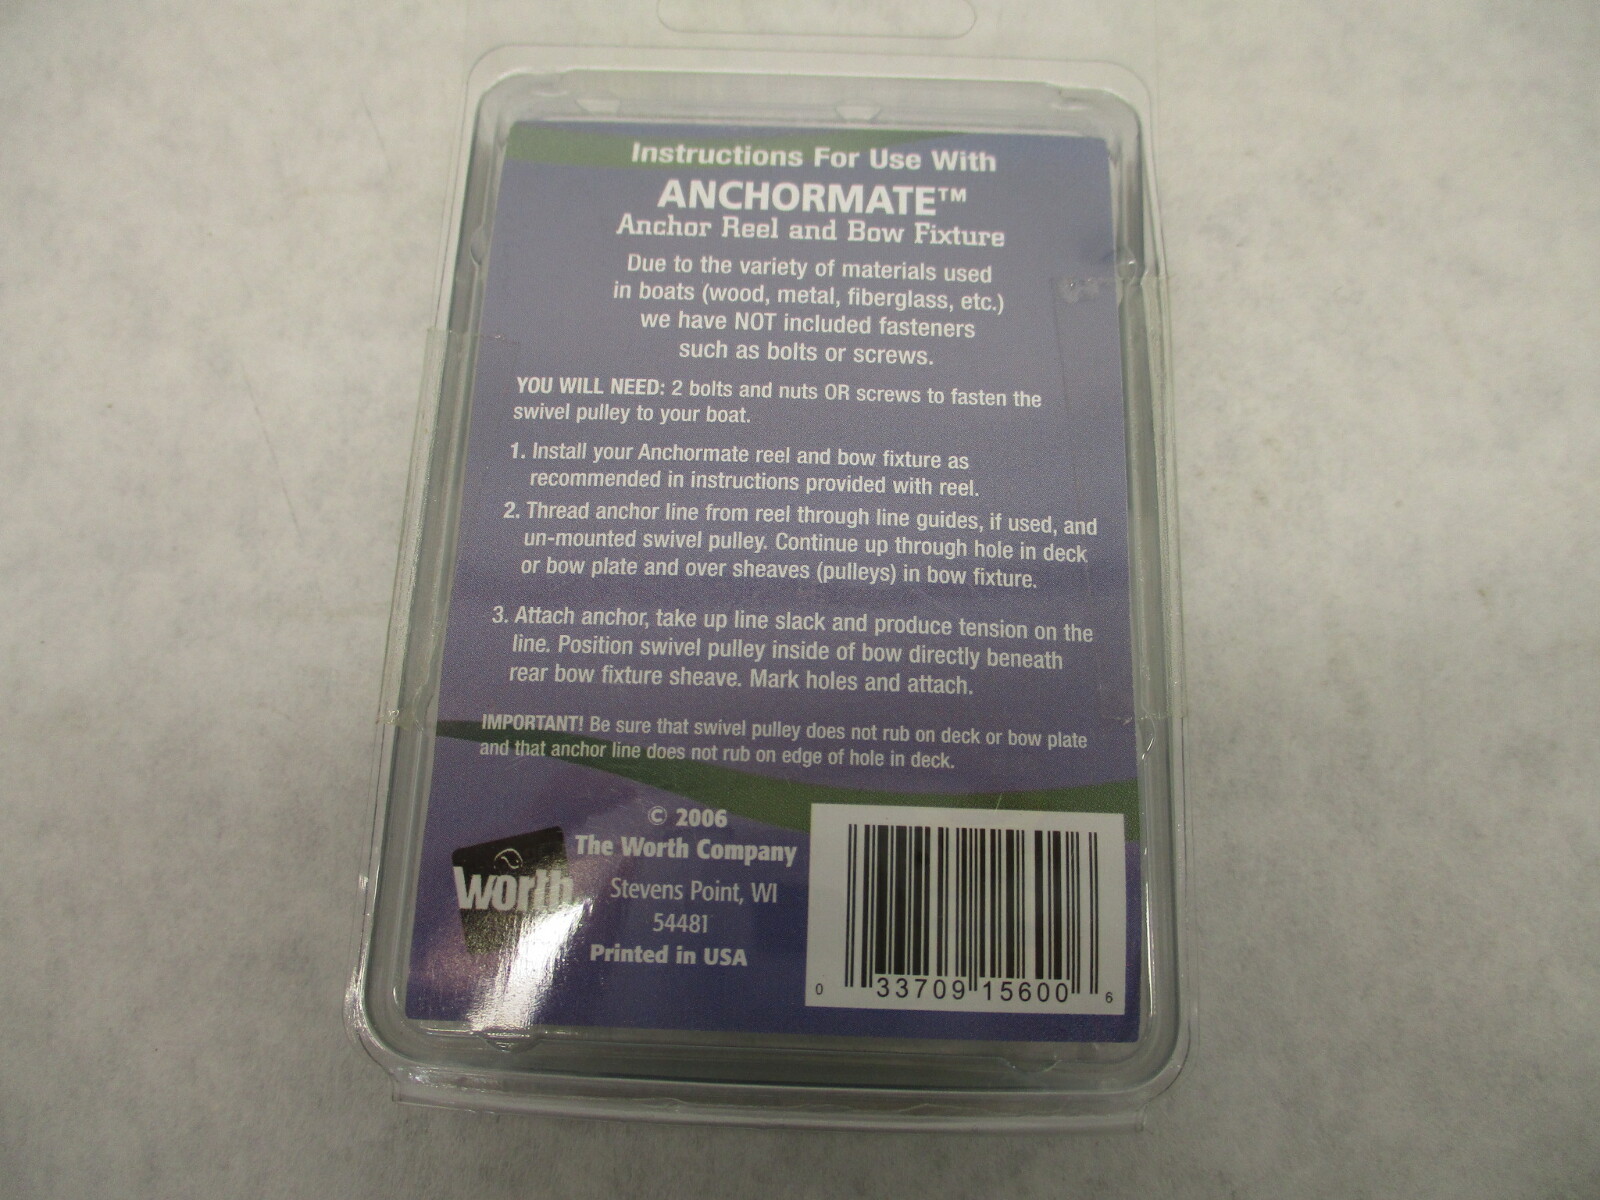 Instructions For Use With
ANCHORMATE™
Anchor Reel and Bow Fixture
Due to the variety of materials used
in boats (wood, metal, fiberglass, etc.)
we have NOT included fasteners
such as bolts or screws.
YOU WILL NEED: 2 bolts and nuts OR screws to fasten the
swivel pulley to your boat.
1. Install your Anchormate reel and bow fixture as
recommended in instructions provided with reel.
2. Thread anchor line from reel through line guides, if used, and
un-mounted swivel pulley. Continue up through hole in deck
or bow plate and over sheaves (pulleys) in bow fixture.
3. Attach anchor, take up line slack and produce tension on the
line. Position swivel pulley inside of bow directly beneath
rear bow fixture sheave. Mark holes and attach.
IMPORTANT! Be sure that swivel pulley does not rub on deck or bow plate
and that anchor line does not rub on edge of hole in deck.
© 2006
The Worth Company
Stevens Point, WI
54481
Printed in USA
worth
0 33709 15600 6